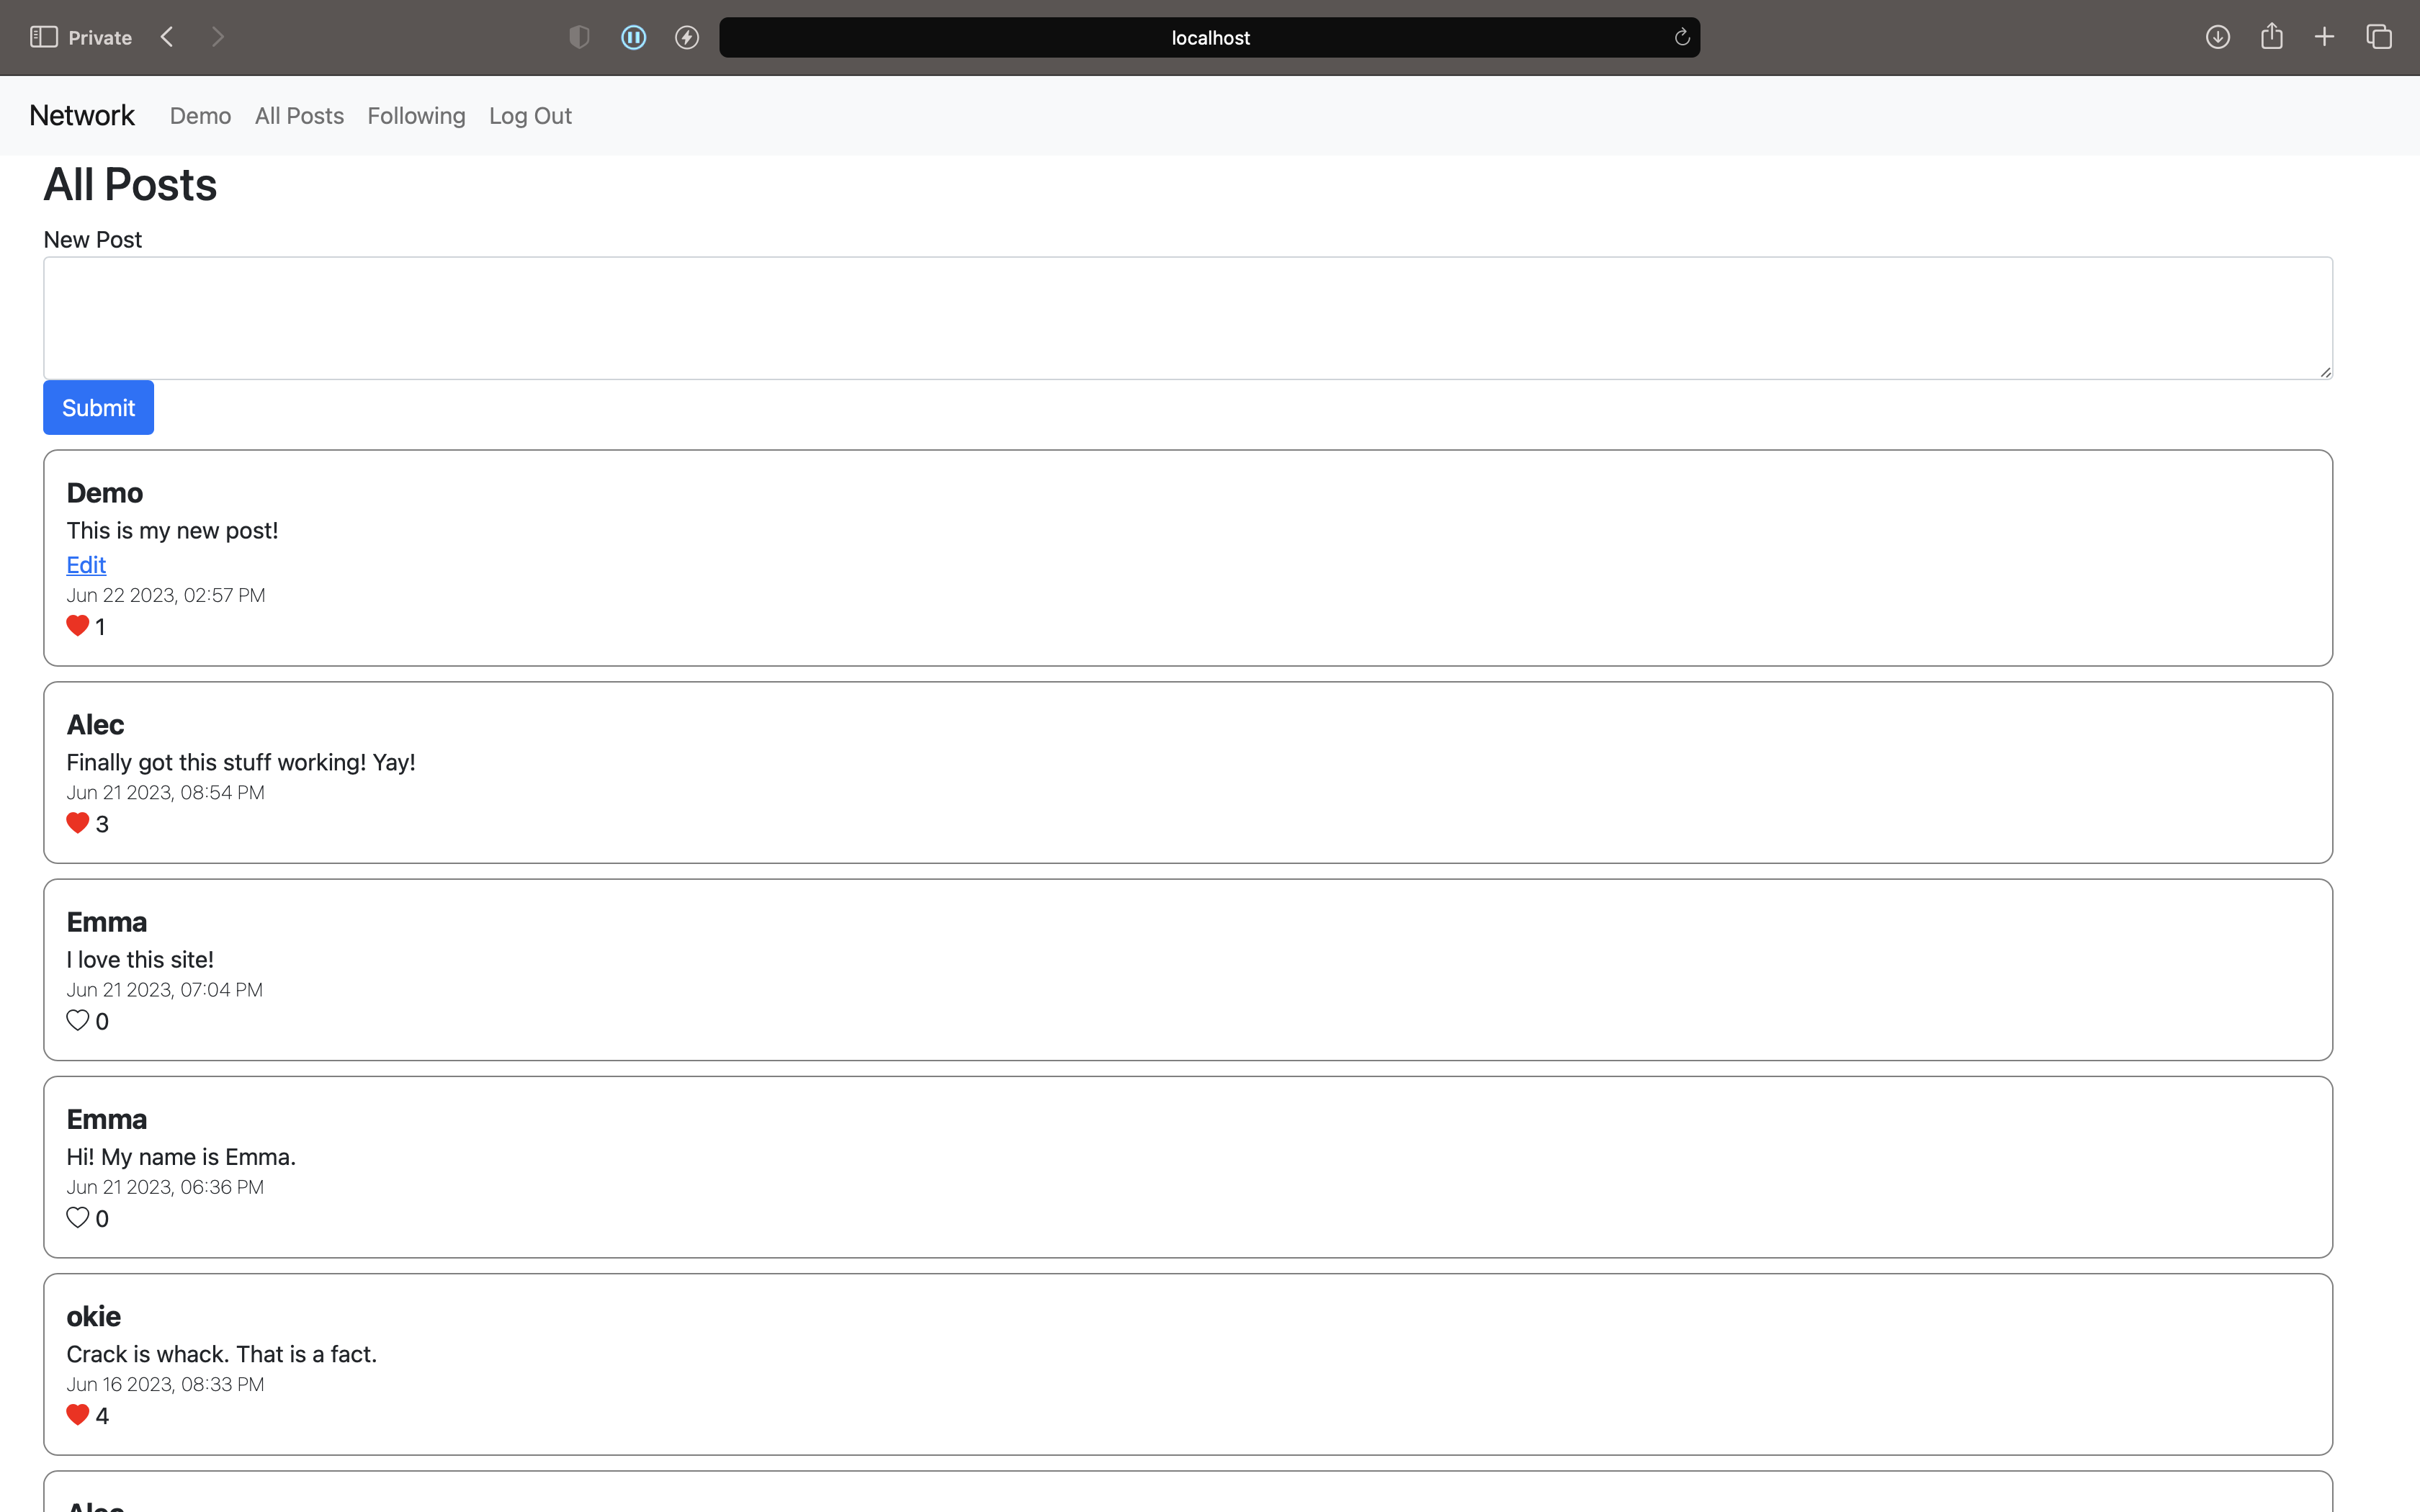 Private
localhost
Network Demo All Posts Following Log Out
All Posts
New Post
Submit
Demo
This is my new post!
Edit
Jun 22 2023, 02:57 PM
1
Alec
Finally got this stuff working! Yay!
Jun 21 2023, 08:54 PM
3
Emma
I love this site!
Jun 21 2023, 07:04 PM
0
Emma
Hi! My name is Emma.
Jun 21 2023, 06:36 PM
0
okie
Crack is whack. That is a fact.
Jun 16 2023, 08:33 PM
4